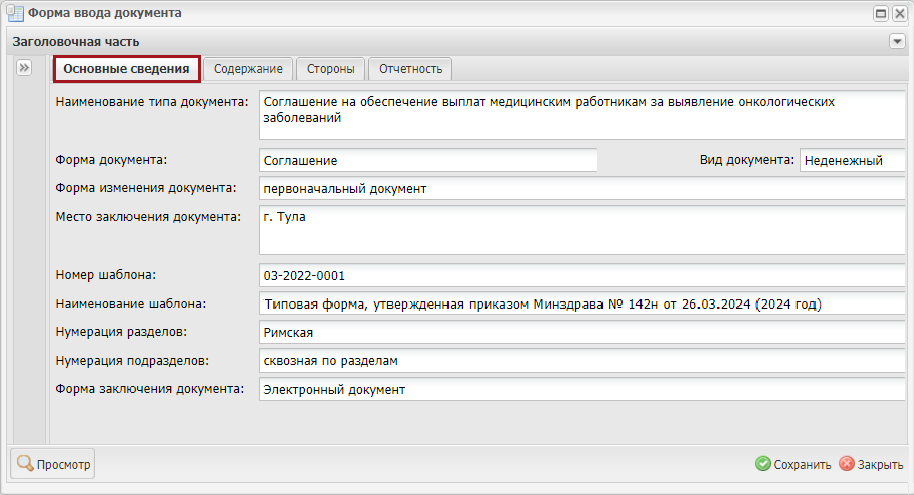 Форма ввода документа
Заголовочная часть
Основные сведения Содержание Стороны Отчетность
Наименование типа документа: Соглашение на обеспечение выплат медицинским работникам за выявление онкологических
заболеваний
Форма документа: Соглашение Вид документа: Неденежный
Форма изменения документа: первоначальный документ
Место заключения документа: г. Тула
Номер шаблона: 03-2022-0001
Наименование шаблона: Типовая форма, утвержденная приказом Минздрава № 142н от 26.03.2024 (2024 год)
Нумерация разделов: Римская
Нумерация подразделов: сквозная по разделам
Форма заключения документа: Электронный документ
Просмотр Сохранить Закрыть